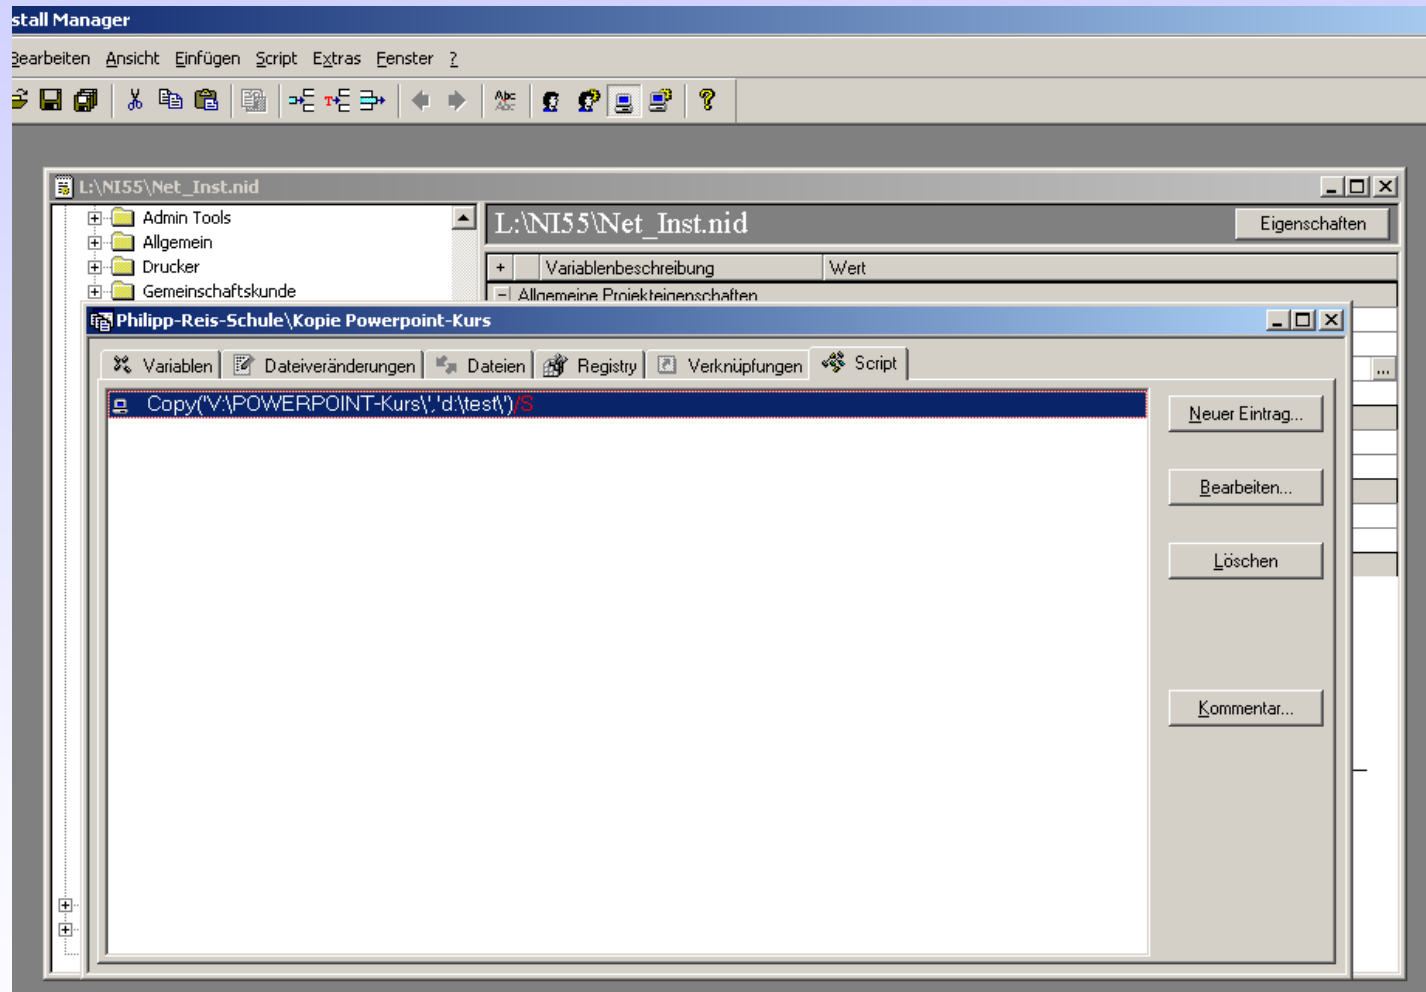 stall Manager
Bearbeiten Ansicht Einfügen Script Extras Fenster ?
L:\NI55\Net_Inst.nid
Admin Tools
Allgemein
Drucker
Gemeinschaftskunde
L:\NI55\Net_Inst.nid
Eigenschaften
+ Variablenbeschreibung Wert
Allgemeine Projekteigenschaften
Philipp-Reis-Schule\Kopie Powerpoint-Kurs
Variablen Dateiveränderungen Dateien Registry Verknüpfungen Script
Copy('V:\POWERPOINT-Kurs\','d:\test\')/S
Neuer Eintrag...
Bearbeiten...
Löschen
Kommentar...
...